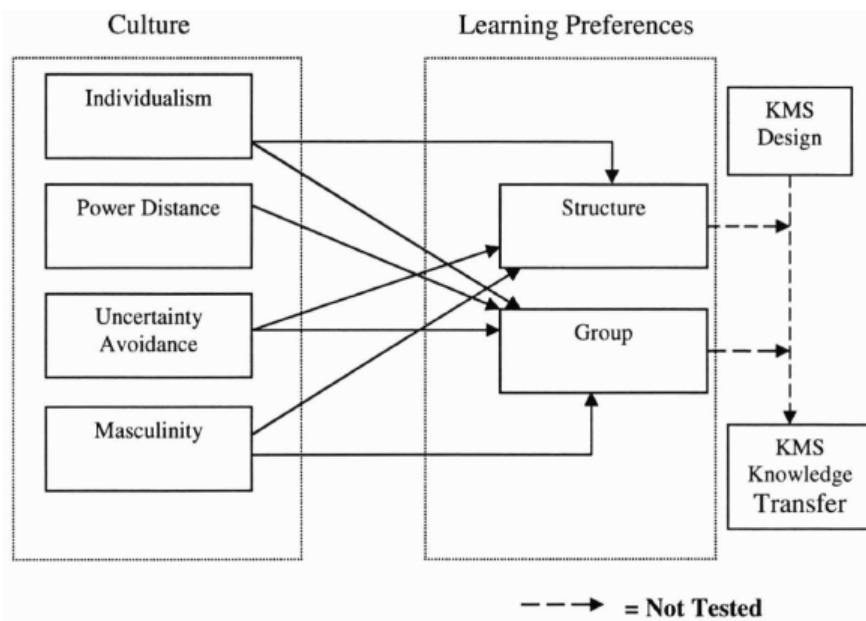 Culture
Learning Preferences
Individualism
Power Distance
Uncertainty
Avoidance
Masculinity
Structure
Group
KMS
Design
KMS
Knowledge
Transfer
= Not Tested